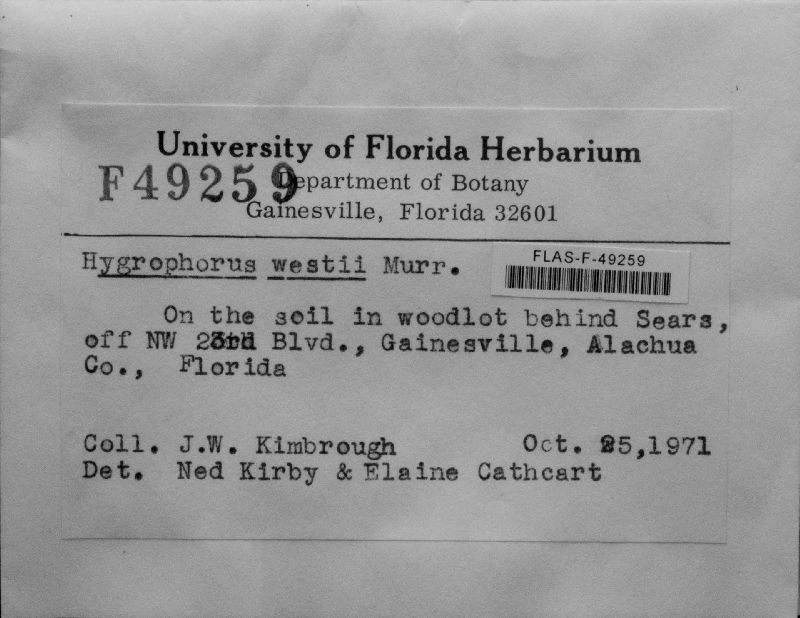 University of Florida Herbarium
F49259
Department of Botany
Gainesville, Florida 32601
Hygrophorus westii Murr.
FLAS-F-49259
On the soil in woodlot behind Sears,
off NW 23rd Blvd., Gainesville, Alachua
Co., Florida
Coll. J.W. Kimbrough Oct. 25,1971
Det. Ned Kirby & Elaine Cathcart